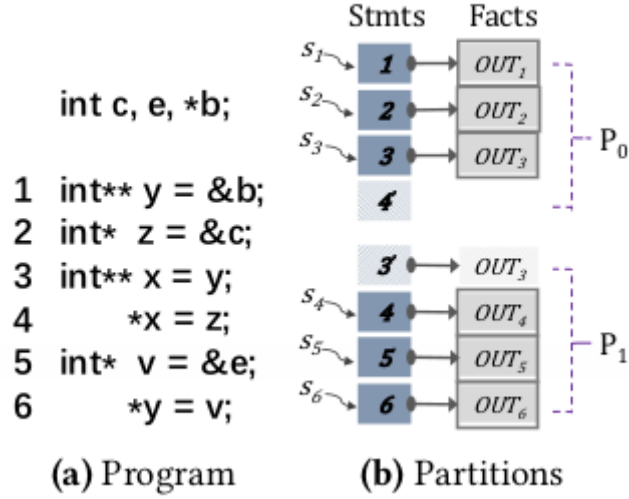 Stmts Facts
int c, e, *b;
1 int** y = &b;
2 int* z = &c;
3 int** x = y;
4 *x = z;
5 int* v = &e;
6 *y = v;
(a) Program
s1 1 OUT1
s2 2 OUT2
s3 3 OUT3
4
P0
3 OUT3
s4 4 OUT4
s5 5 OUT5
s6 6 OUT6
P1
(b) Partitions